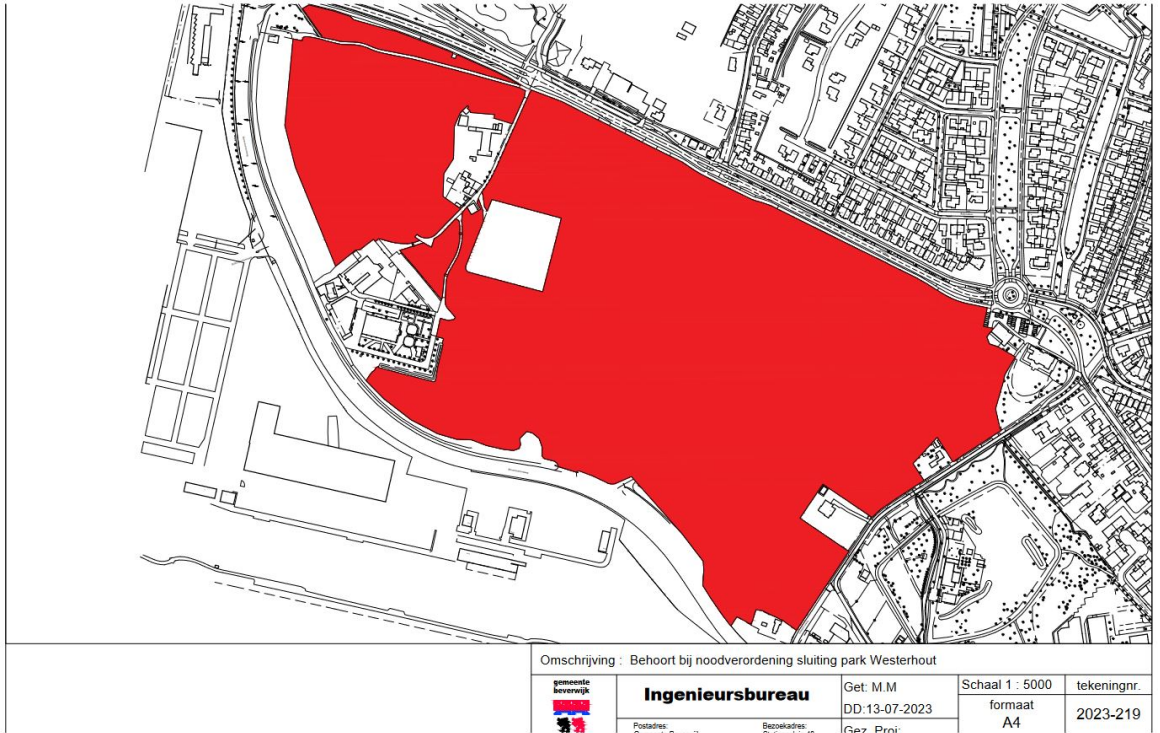 Omschrijving : Behoort bij noodverordening sluiting park Westerhout
gemeente
beverwijk
Ingenieursbureau
Get: M.M
DD:13-07-2023
Schaal 1 : 5000
formaat
A4
tekeningnr.
2023-219
Postadres:
Bezoekadres:
Gez. Proj: